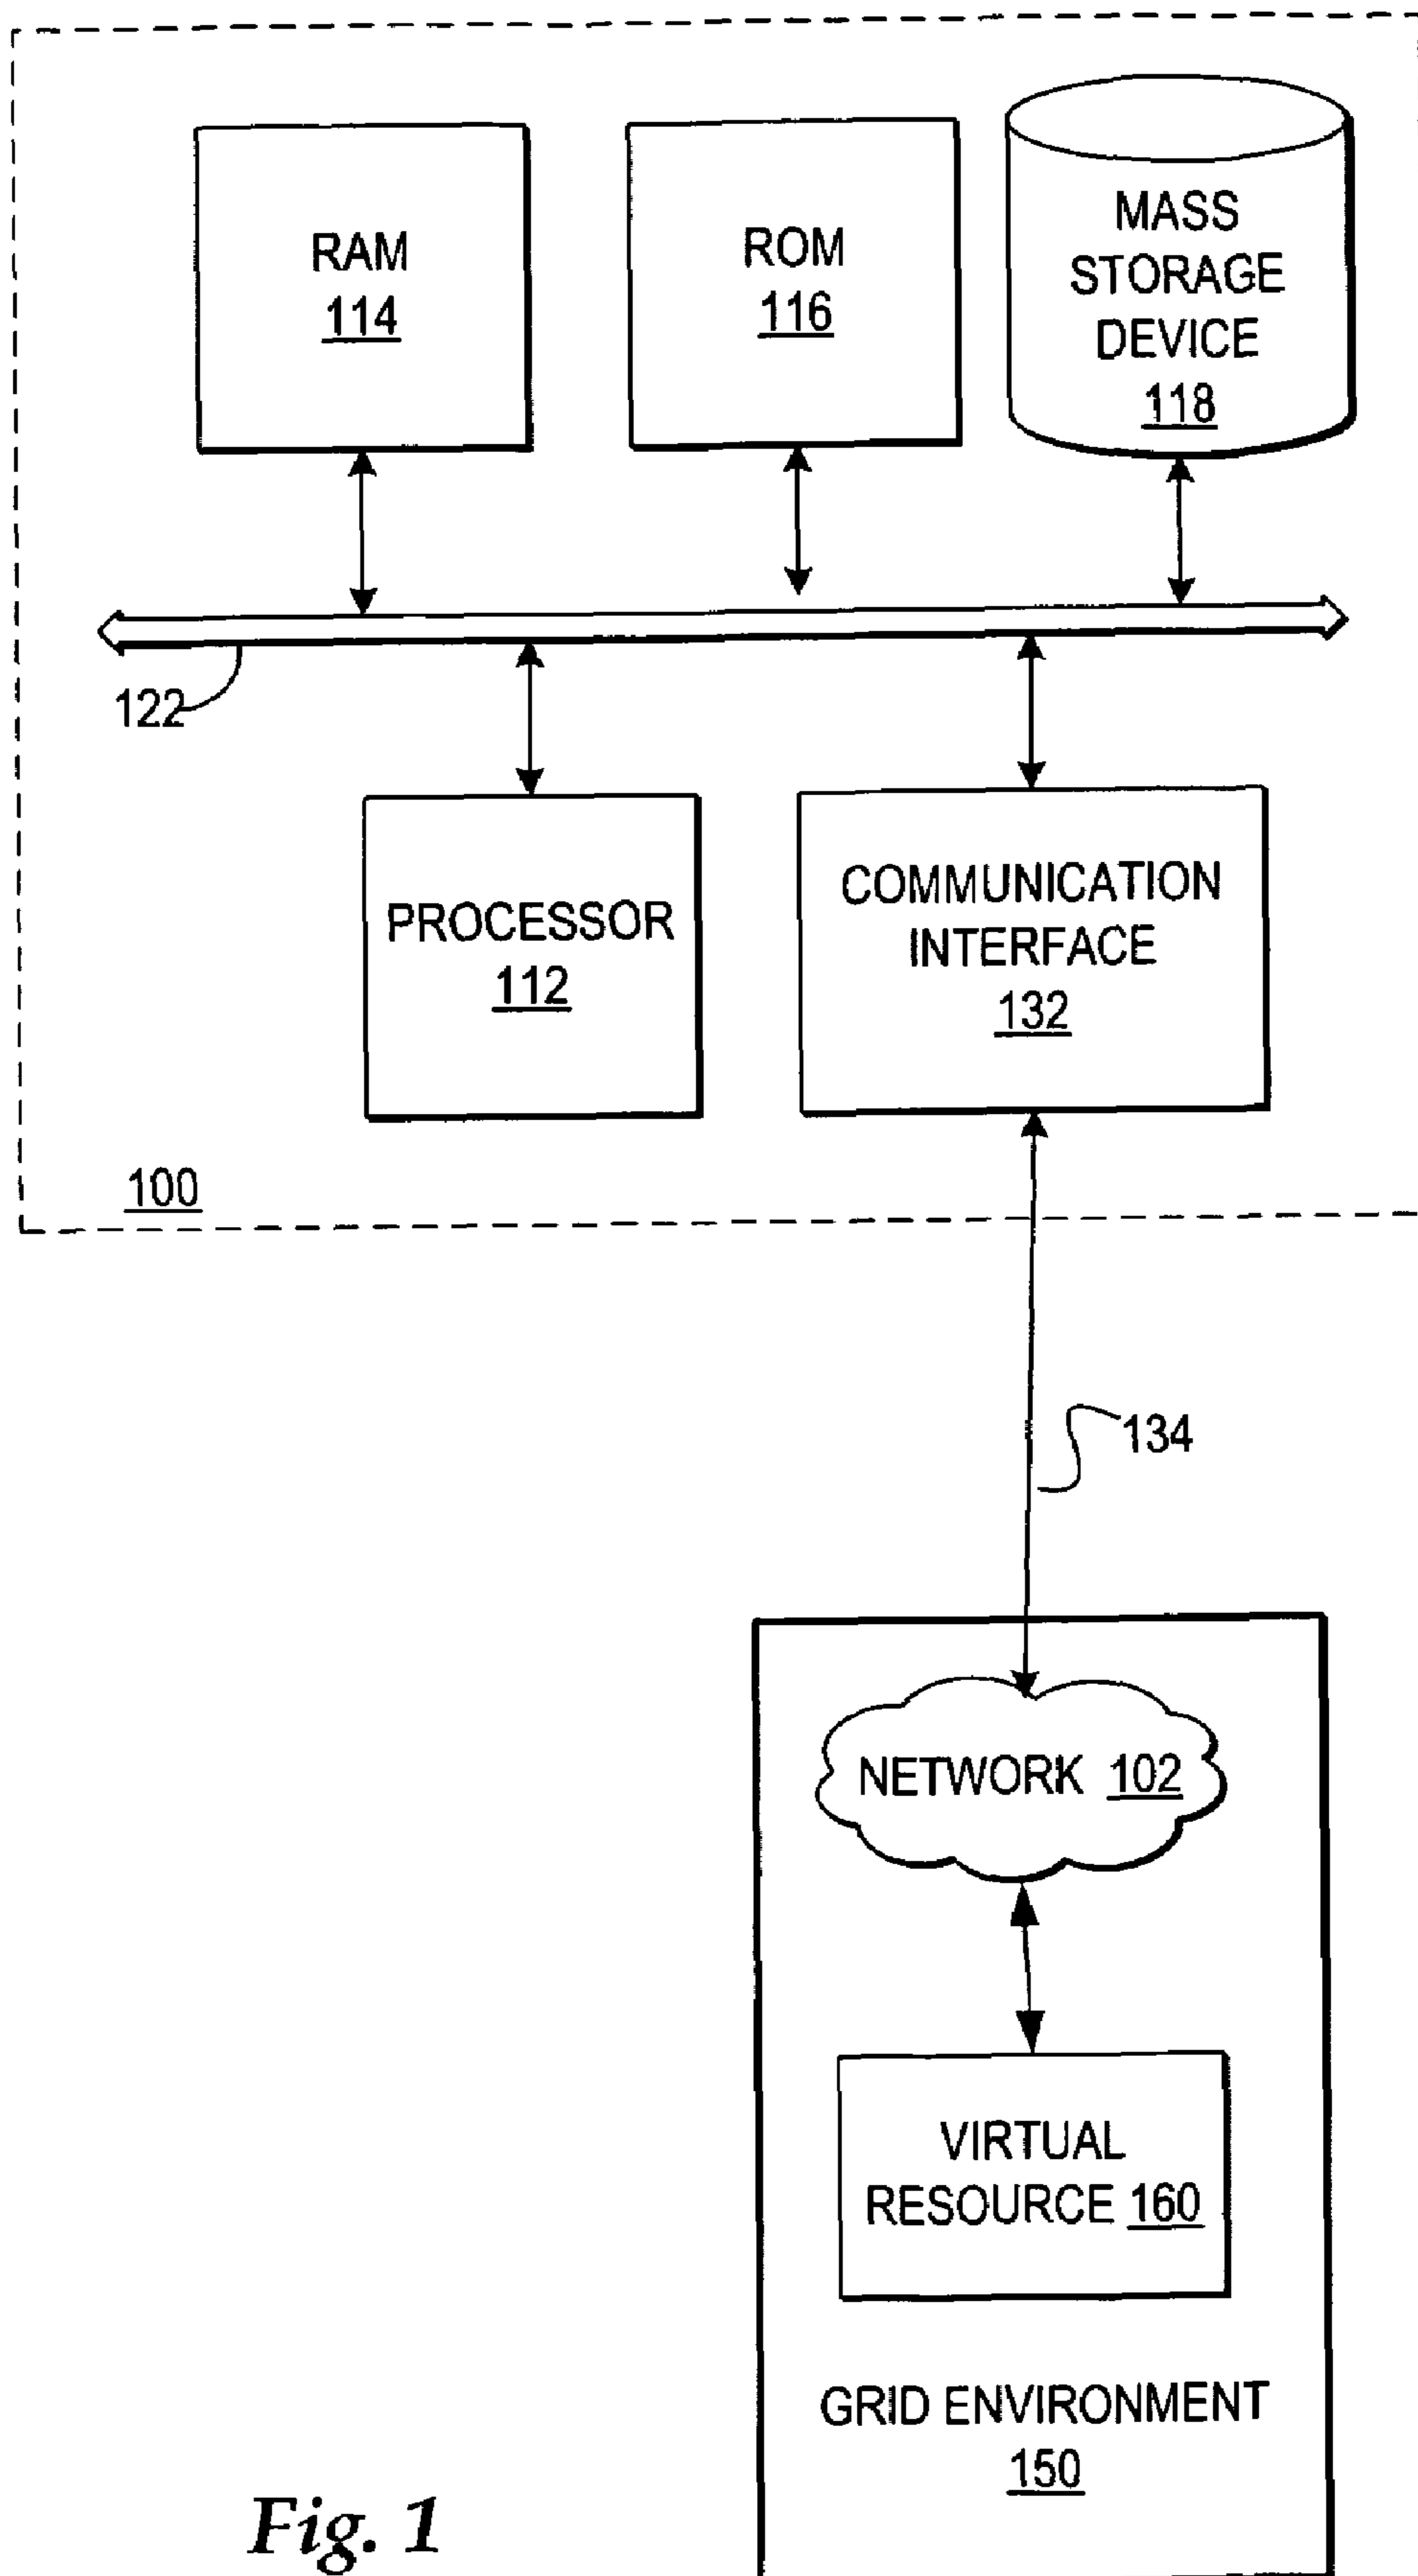 RAM
114
ROM
116
MASS
STORAGE
DEVICE
118
122
PROCESSOR
112
COMMUNICATION
INTERFACE
132
100
134
NETWORK 102
VIRTUAL
RESOURCE 160
GRID ENVIRONMENT
150
Fig. 1